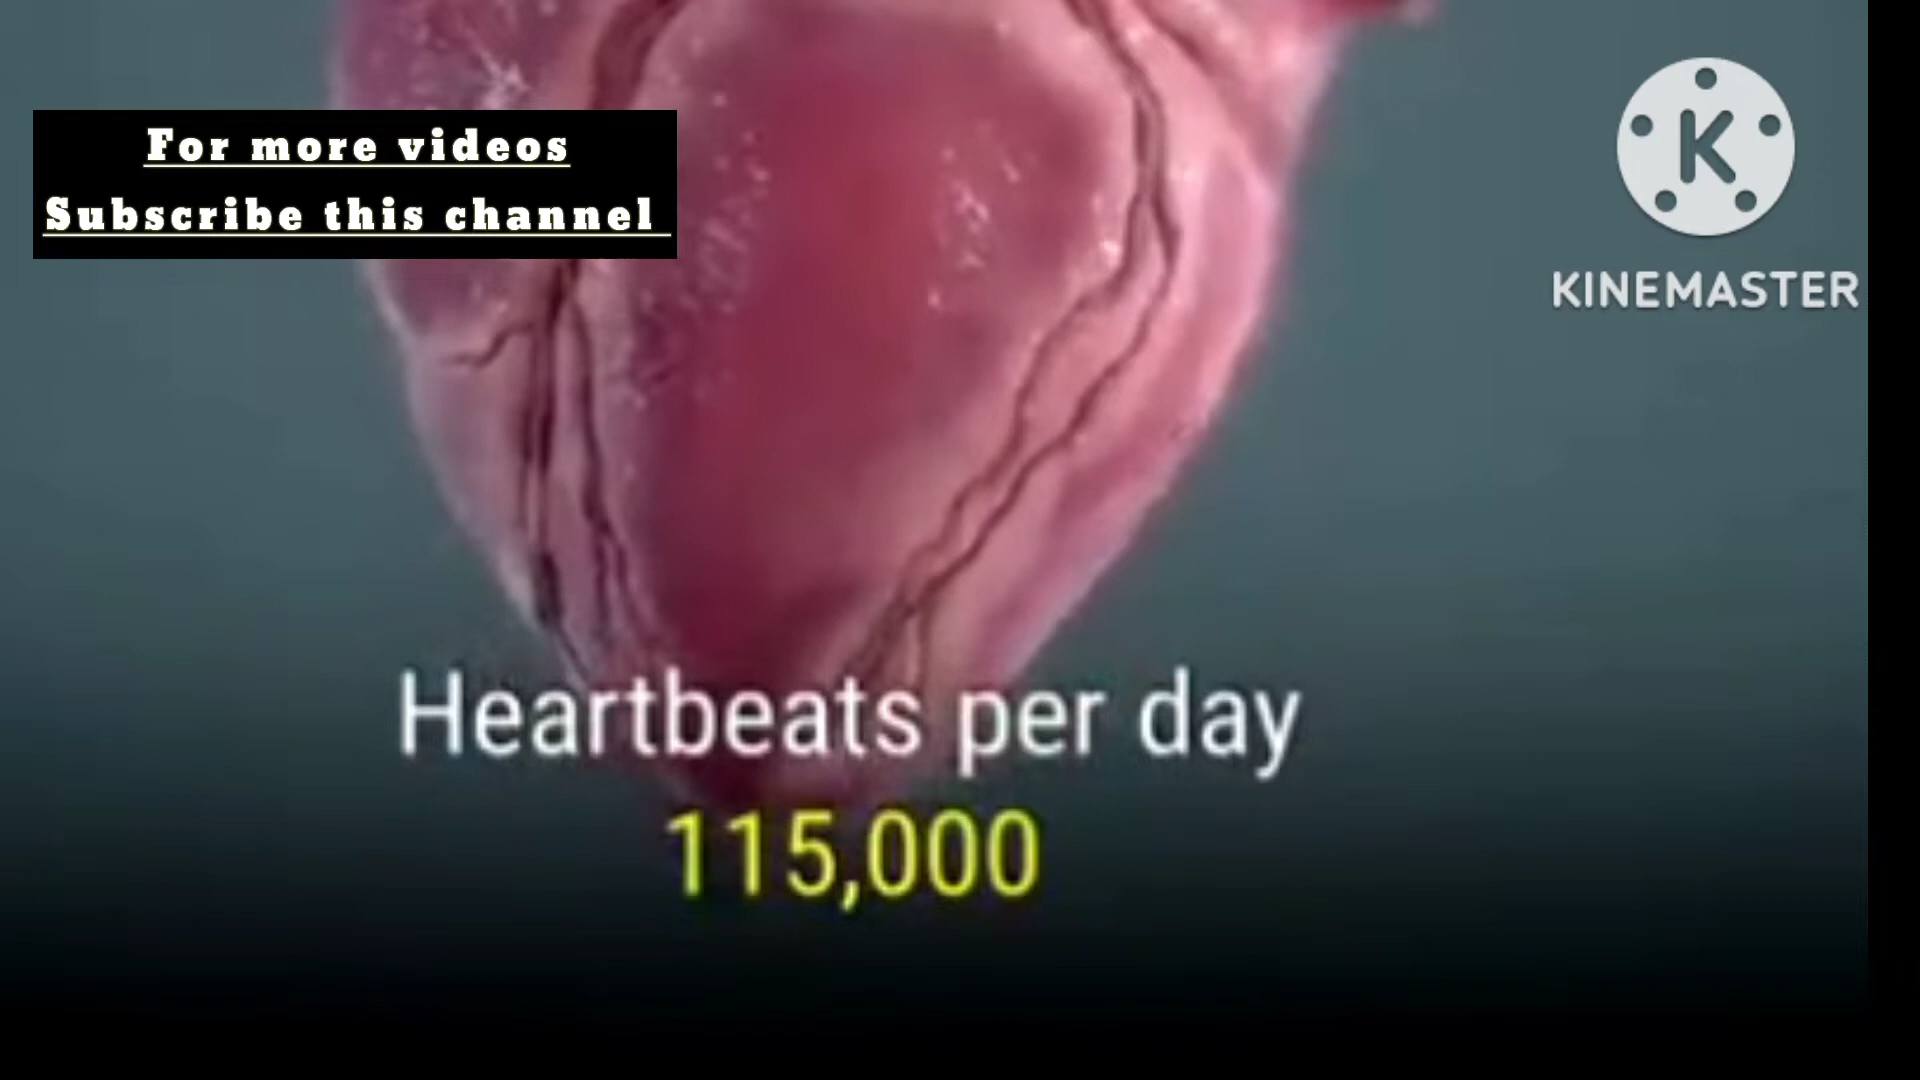 For more videos
Subscribe this channel
K
KINEMASTER
Heartbeats per day
115,000